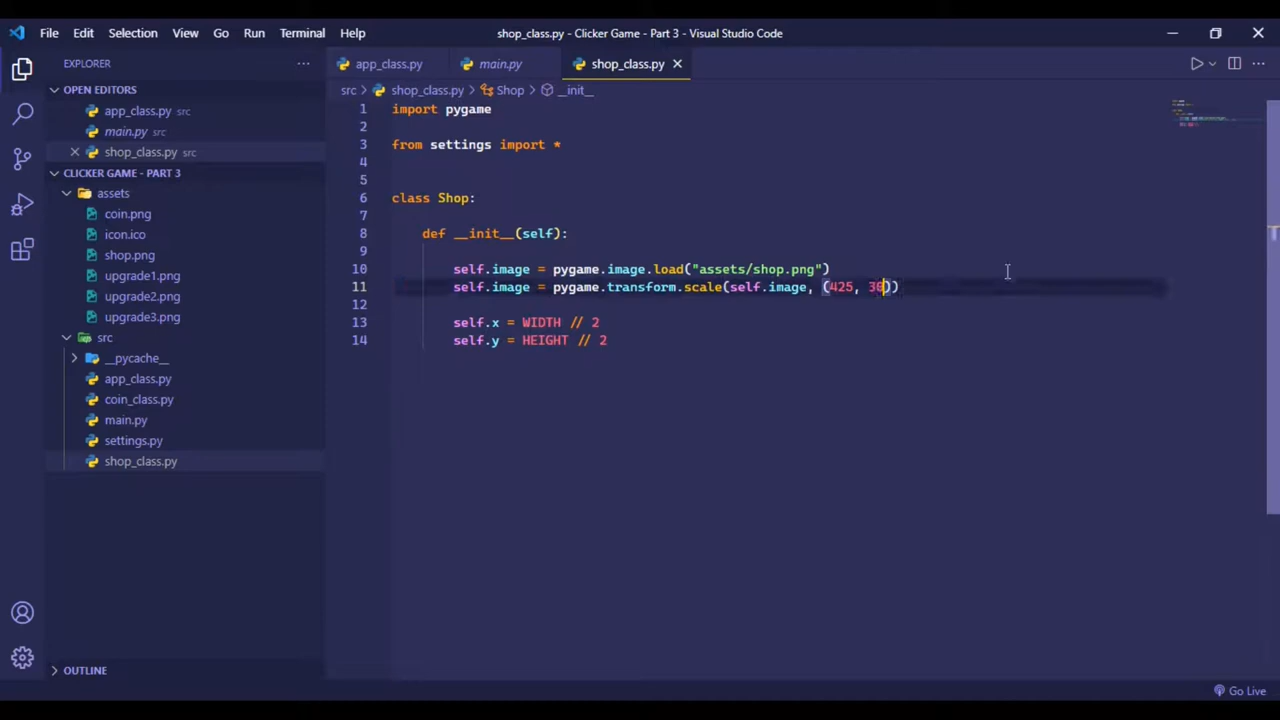 File Edit Selection View Go Run Terminal Help
shop_class.py - Clicker Game - Part 3 - Visual Studio Code
EXPLORER
OPEN EDITORS
app_class.py src
main.py src
shop_class.py src
CLICKER GAME - PART 3
assets
coin.png
icon.ico
shop.png
upgrade1.png
upgrade2.png
upgrade3.png
src
__pycache__
app_class.py
coin_class.py
main.py
settings.py
shop_class.py
OUTLINE
app_class.py main.py shop_class.py
src > shop_class.py > Shop > __init__
1 import pygame
2
3 from settings import *
4
5
6 class Shop:
7
8 def __init__(self):
9
10 self.image = pygame.image.load("assets/shop.png")
11 self.image = pygame.transform.scale(self.image, (425, 30))
12
13 self.x = WIDTH // 2
14 self.y = HEIGHT // 2
Go Live